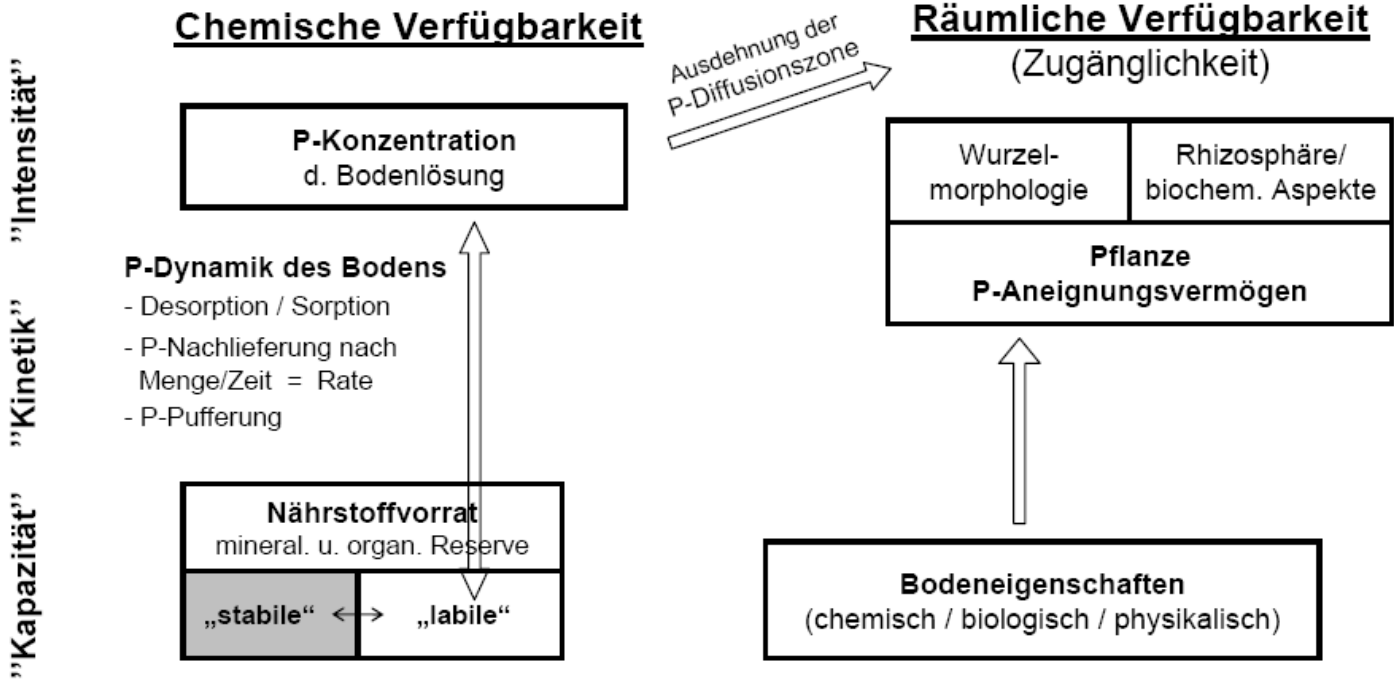 Chemische Verfügbarkeit
Räumliche Verfügbarkeit
(Zugänglichkeit)
Ausdehnung der
P-Diffusionszone
"Intensität"
"Kinetik"
"Kapazität"
P-Konzentration
d. Bodenlösung
P-Dynamik des Bodens
- Desorption / Sorption
- P-Nachlieferung nach
Menge/Zeit = Rate
- P-Pufferung
Nährstoffvorrat
mineral. u. organ. Reserve
„stabile“ „labile“
Wurzel-
morphologie
Rhizosphäre/
biochem. Aspekte
Pflanze
P-Aneignungsvermögen
Bodeneigenschaften
(chemisch / biologisch / physikalisch)